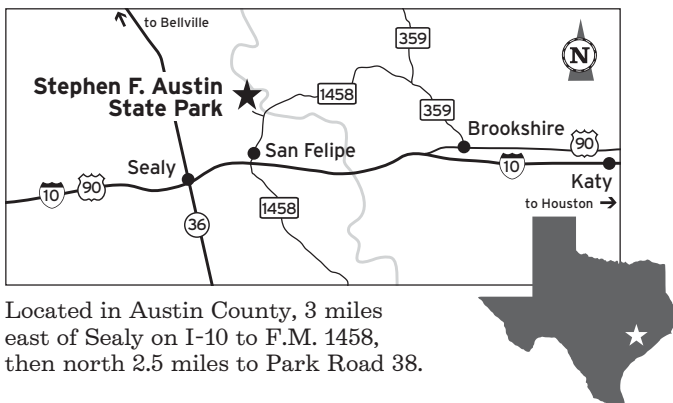 to Bellville
359
N
Stephen F. Austin
State Park
1458
359
Brookshire
90
San Felipe
Sealy
10
90
10
Katy
to Houston
1458
36
Located in Austin County, 3 miles
east of Sealy on I-10 to F.M. 1458,
then north 2.5 miles to Park Road 38.